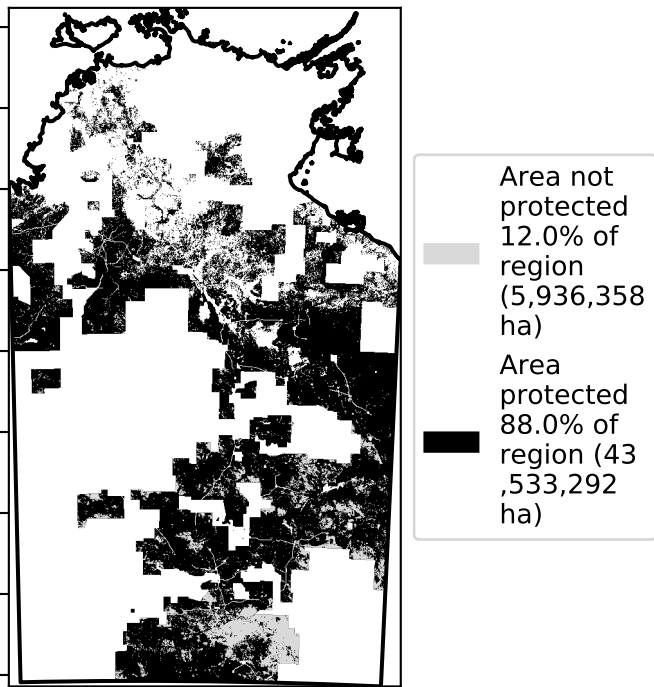 Area not
protected
12.0% of
region
(5,936,358
ha)
Area
protected
88.0% of
region (43
,533,292
ha)